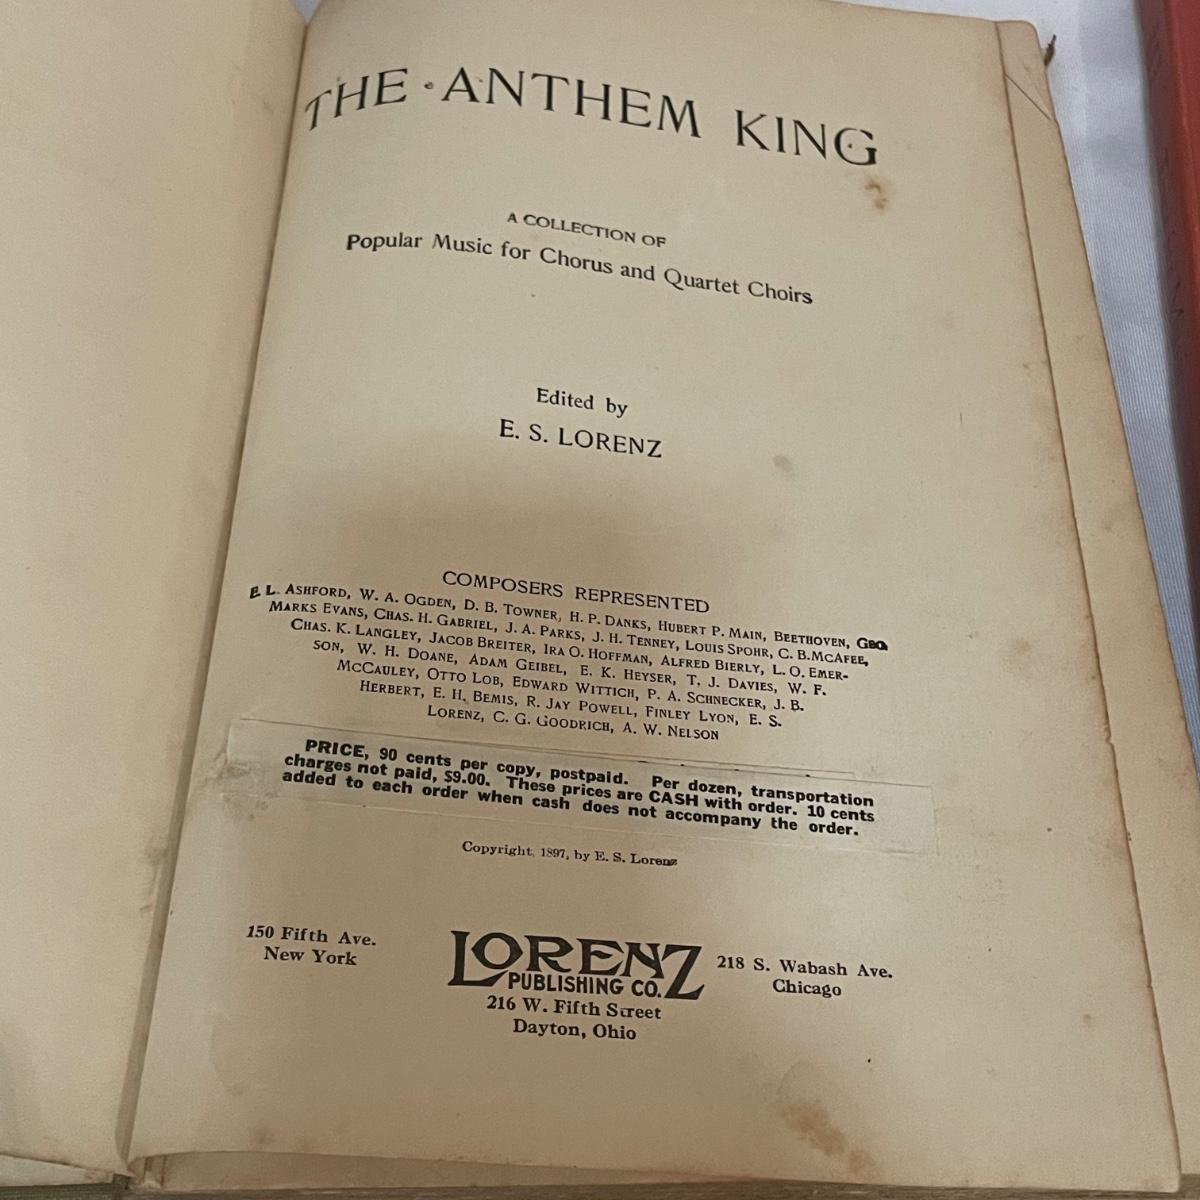 THE ANTHEM KING
A COLLECTION OF
Popular Music for Chorus and Quartet Choirs
Edited by
E. S. LORENZ
COMPOSERS REPRESENTED
E. L. ASHFORD, W. A. OGDEN, D. B. TOWNER, H. P. DANKS, HUBERT P. MAIN, BEETHOVEN, GEO.
MARKS EVANS, CHAS. H. GABRIEL, J. A. PARKS, J. H. TENNEY, LOUIS SPOHR, C. B. MCAFEE,
CHAS. K. LANGLEY, JACOB BREITER, IRA O. HOFFMAN, ALFRED BIERLY, L. O. EMER-
SON, W. H. DOANE, ADAM GEIBEL, E. K. HEYSER, T. J. DAVIES, W. F.
MCCAULEY, OTTO LOB, EDWARD WITTICH, P. A. SCHNECKER, J. B.
HERBERT, E. H. BEMIS, R. JAY POWELL, FINLEY LYON, E. S.
LORENZ, C. G. GOODRICH, A. W. NELSON
PRICE, 90 cents per copy, postpaid. Per dozen, transportation
charges not paid, $9.00. These prices are CASH with order. 10 cents
added to each order when cash does not accompany the order.
Copyright, 1897, by E. S. Lorenz
150 Fifth Ave.
New York
LORENZ
PUBLISHING CO.
216 W. Fifth Street
Dayton, Ohio
218 S. Wabash Ave.
Chicago